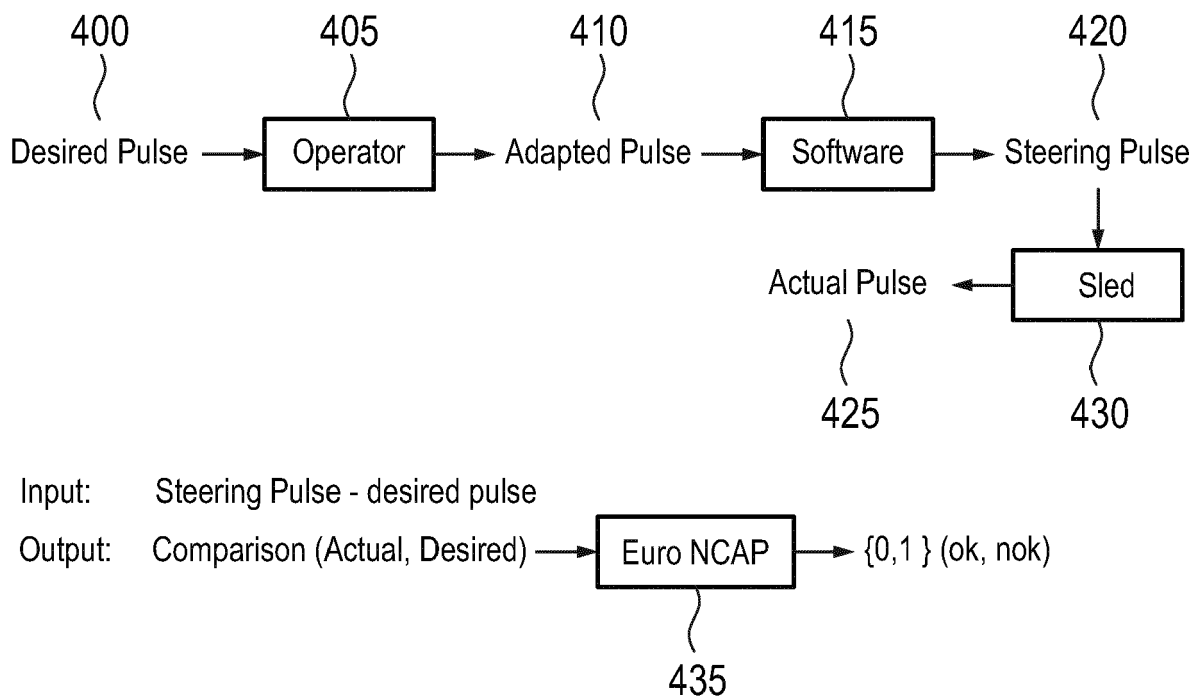 400 405 410 415 420
Desired Pulse Operator Adapted Pulse Software Steering Pulse
Actual Pulse Sled
425 430
Input: Steering Pulse - desired pulse
Output: Comparison (Actual, Desired) Euro NCAP {0,1 } (ok, nok)
435